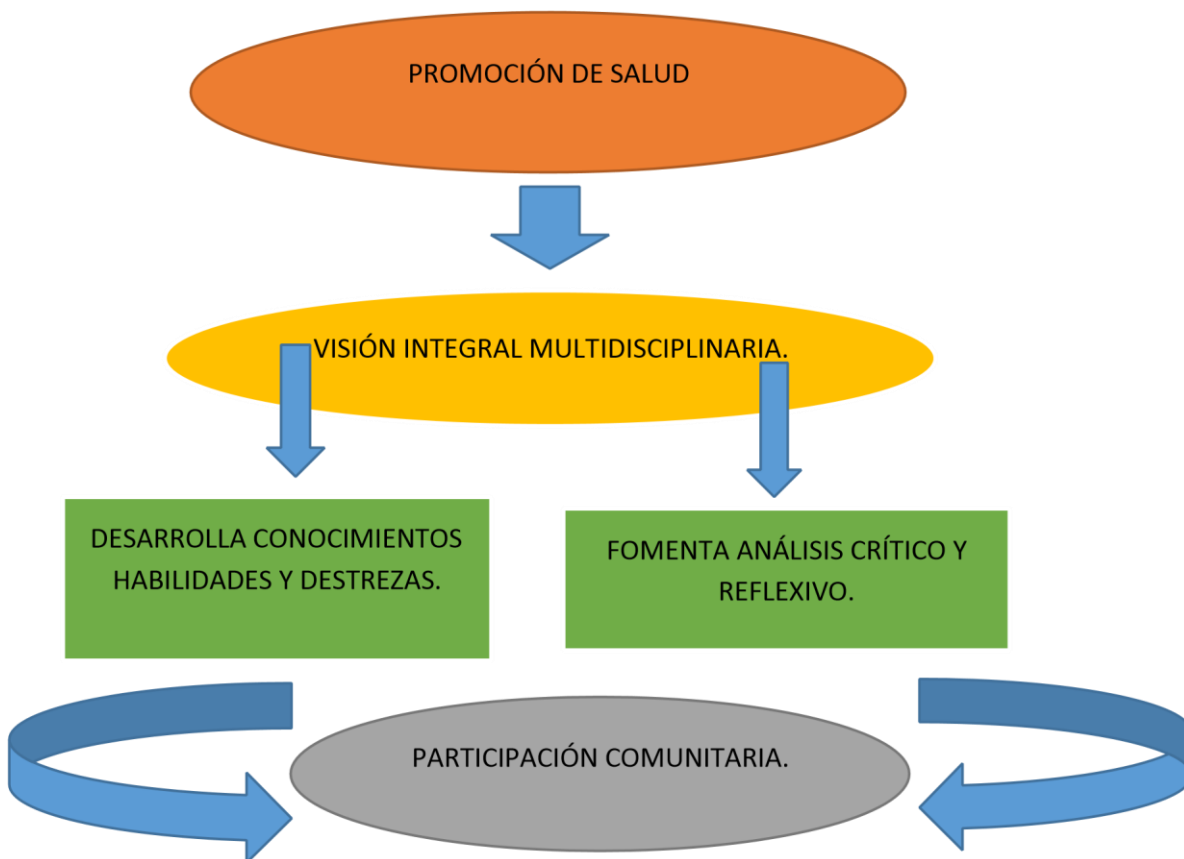 PROMOCIÓN DE SALUD
VISIÓN INTEGRAL MULTIDISCIPLINARIA.
DESARROLLA CONOCIMIENTOS
HABILIDADES Y DESTREZAS.
FOMENTA ANÁLISIS CRÍTICO Y
REFLEXIVO.
PARTICIPACIÓN COMUNITARIA.